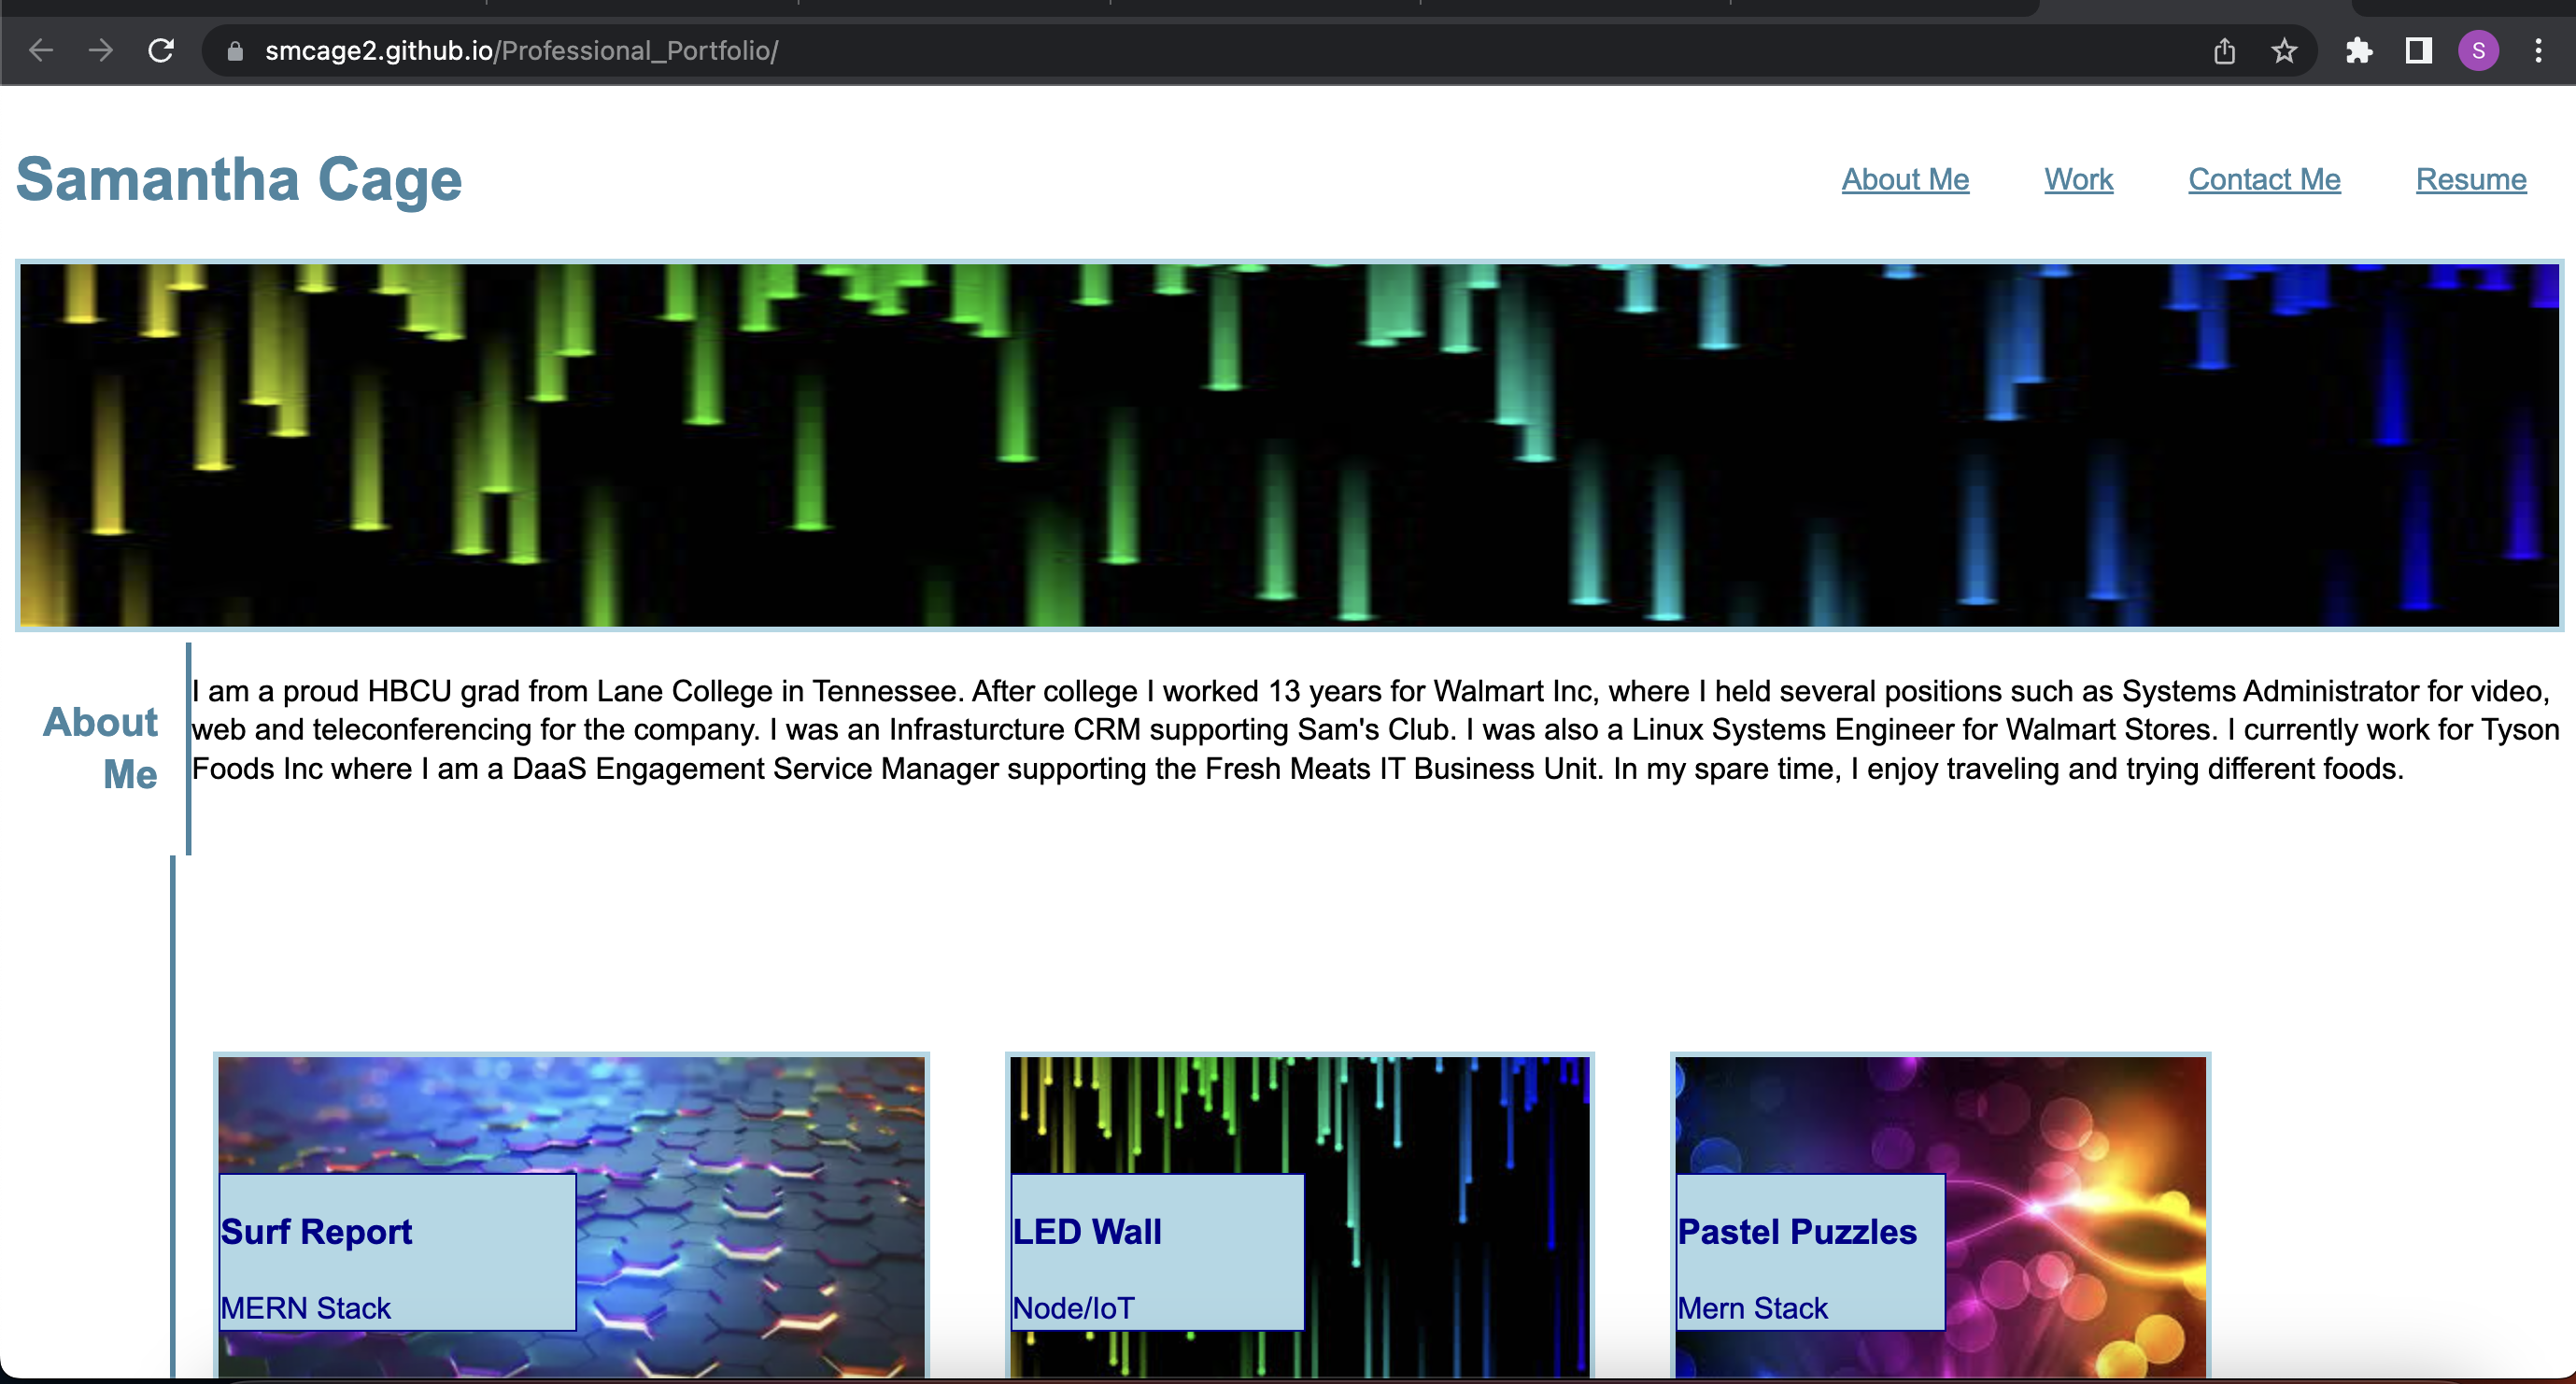 smcage2.github.io/Professional_Portfolio/
S
Samantha Cage
About Me
Work
Contact Me
Resume
About
Me
I am a proud HBCU grad from Lane College in Tennessee. After college I worked 13 years for Walmart Inc, where I held several positions such as Systems Administrator for video,
web and teleconferencing for the company. I was an Infrasturcture CRM supporting Sam's Club. I was also a Linux Systems Engineer for Walmart Stores. I currently work for Tyson
Foods Inc where I am a DaaS Engagement Service Manager supporting the Fresh Meats IT Business Unit. In my spare time, I enjoy traveling and trying different foods.
Surf Report
MERN Stack
LED Wall
Node/IoT
Pastel Puzzles
Mern Stack